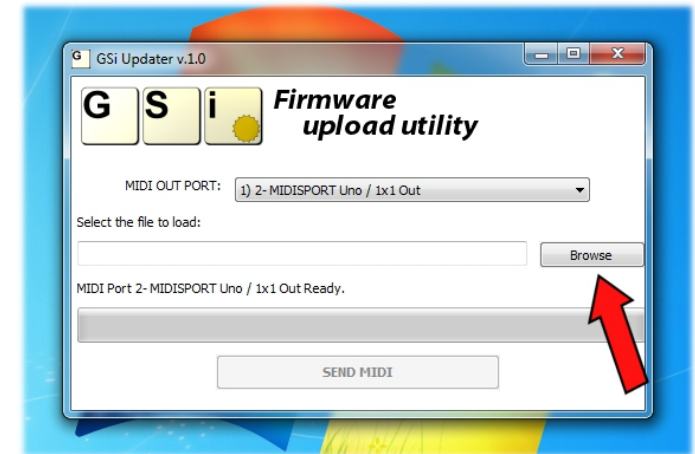 G GSi Updater v.1.0
G S i Firmware
upload utility
MIDI OUT PORT: 1) 2- MIDISPORT Uno / 1x1 Out
Select the file to load:
Browse
MIDI Port 2- MIDISPORT Uno / 1x1 Out Ready.
SEND MIDI